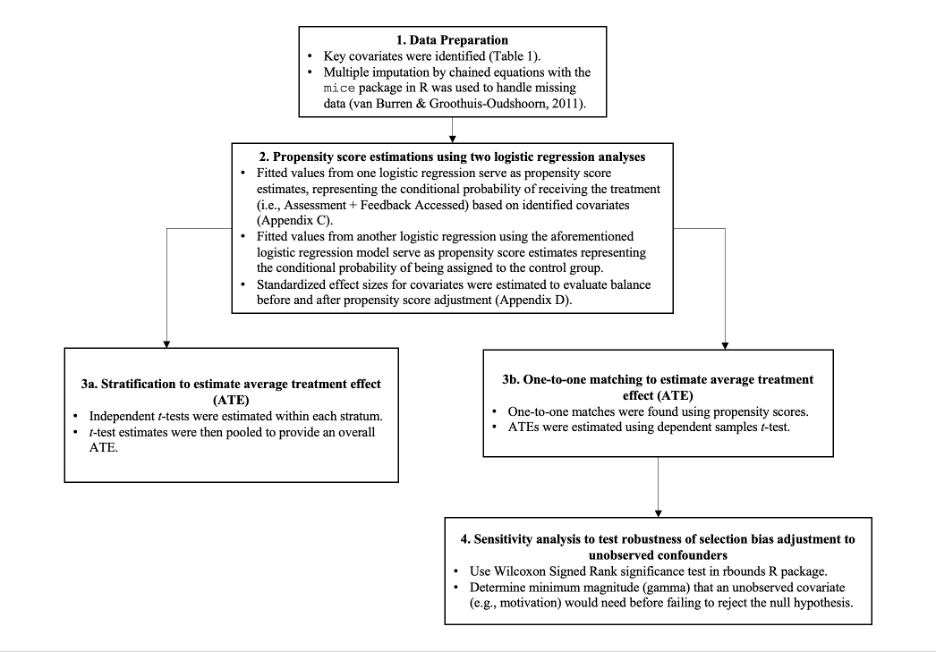 1. Data Preparation
• Key covariates were identified (Table 1).
• Multiple imputation by chained equations with the
mice package in R was used to handle missing
data (van Burren & Groothuis-Oudshoorn, 2011).
2. Propensity score estimations using two logistic regression analyses
• Fitted values from one logistic regression serve as propensity score
estimates, representing the conditional probability of receiving the treatment
(i.e., Assessment + Feedback Accessed) based on identified covariates
(Appendix C).
• Fitted values from another logistic regression using the aforementioned
logistic regression model serve as propensity score estimates representing
the conditional probability of being assigned to the control group.
• Standardized effect sizes for covariates were estimated to evaluate balance
before and after propensity score adjustment (Appendix D).
3a. Stratification to estimate average treatment effect
(ATE)
• Independent t-tests were estimated within each stratum.
• t-test estimates were then pooled to provide an overall
ATE.
3b. One-to-one matching to estimate average treatment
effect (ATE)
• One-to-one matches were found using propensity scores.
• ATEs were estimated using dependent samples t-test.
4. Sensitivity analysis to test robustness of selection bias adjustment to
unobserved confounders
• Use Wilcoxon Signed Rank significance test in rbounds R package.
• Determine minimum magnitude (gamma) that an unobserved covariate
(e.g., motivation) would need before failing to reject the null hypothesis.